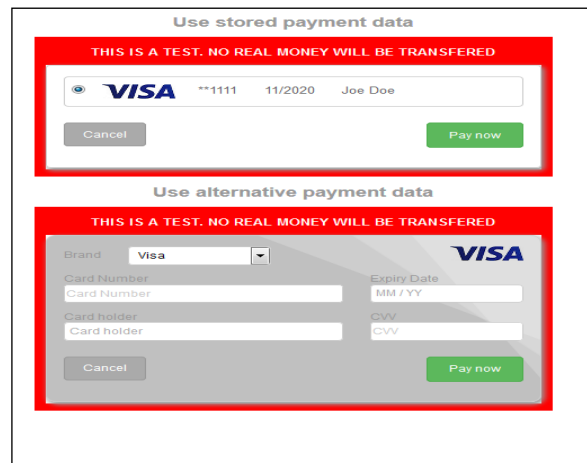 Use stored payment data
THIS IS A TEST. NO REAL MONEY WILL BE TRANSFERED
VISA **1111 11/2020 Joe Doe
Cancel Pay now
Use alternative payment data
THIS IS A TEST. NO REAL MONEY WILL BE TRANSFERED
Brand Visa VISA
Card Number Expiry Date
Card Number MM / YY
Card holder CVV
Card holder CVV
Cancel Pay now